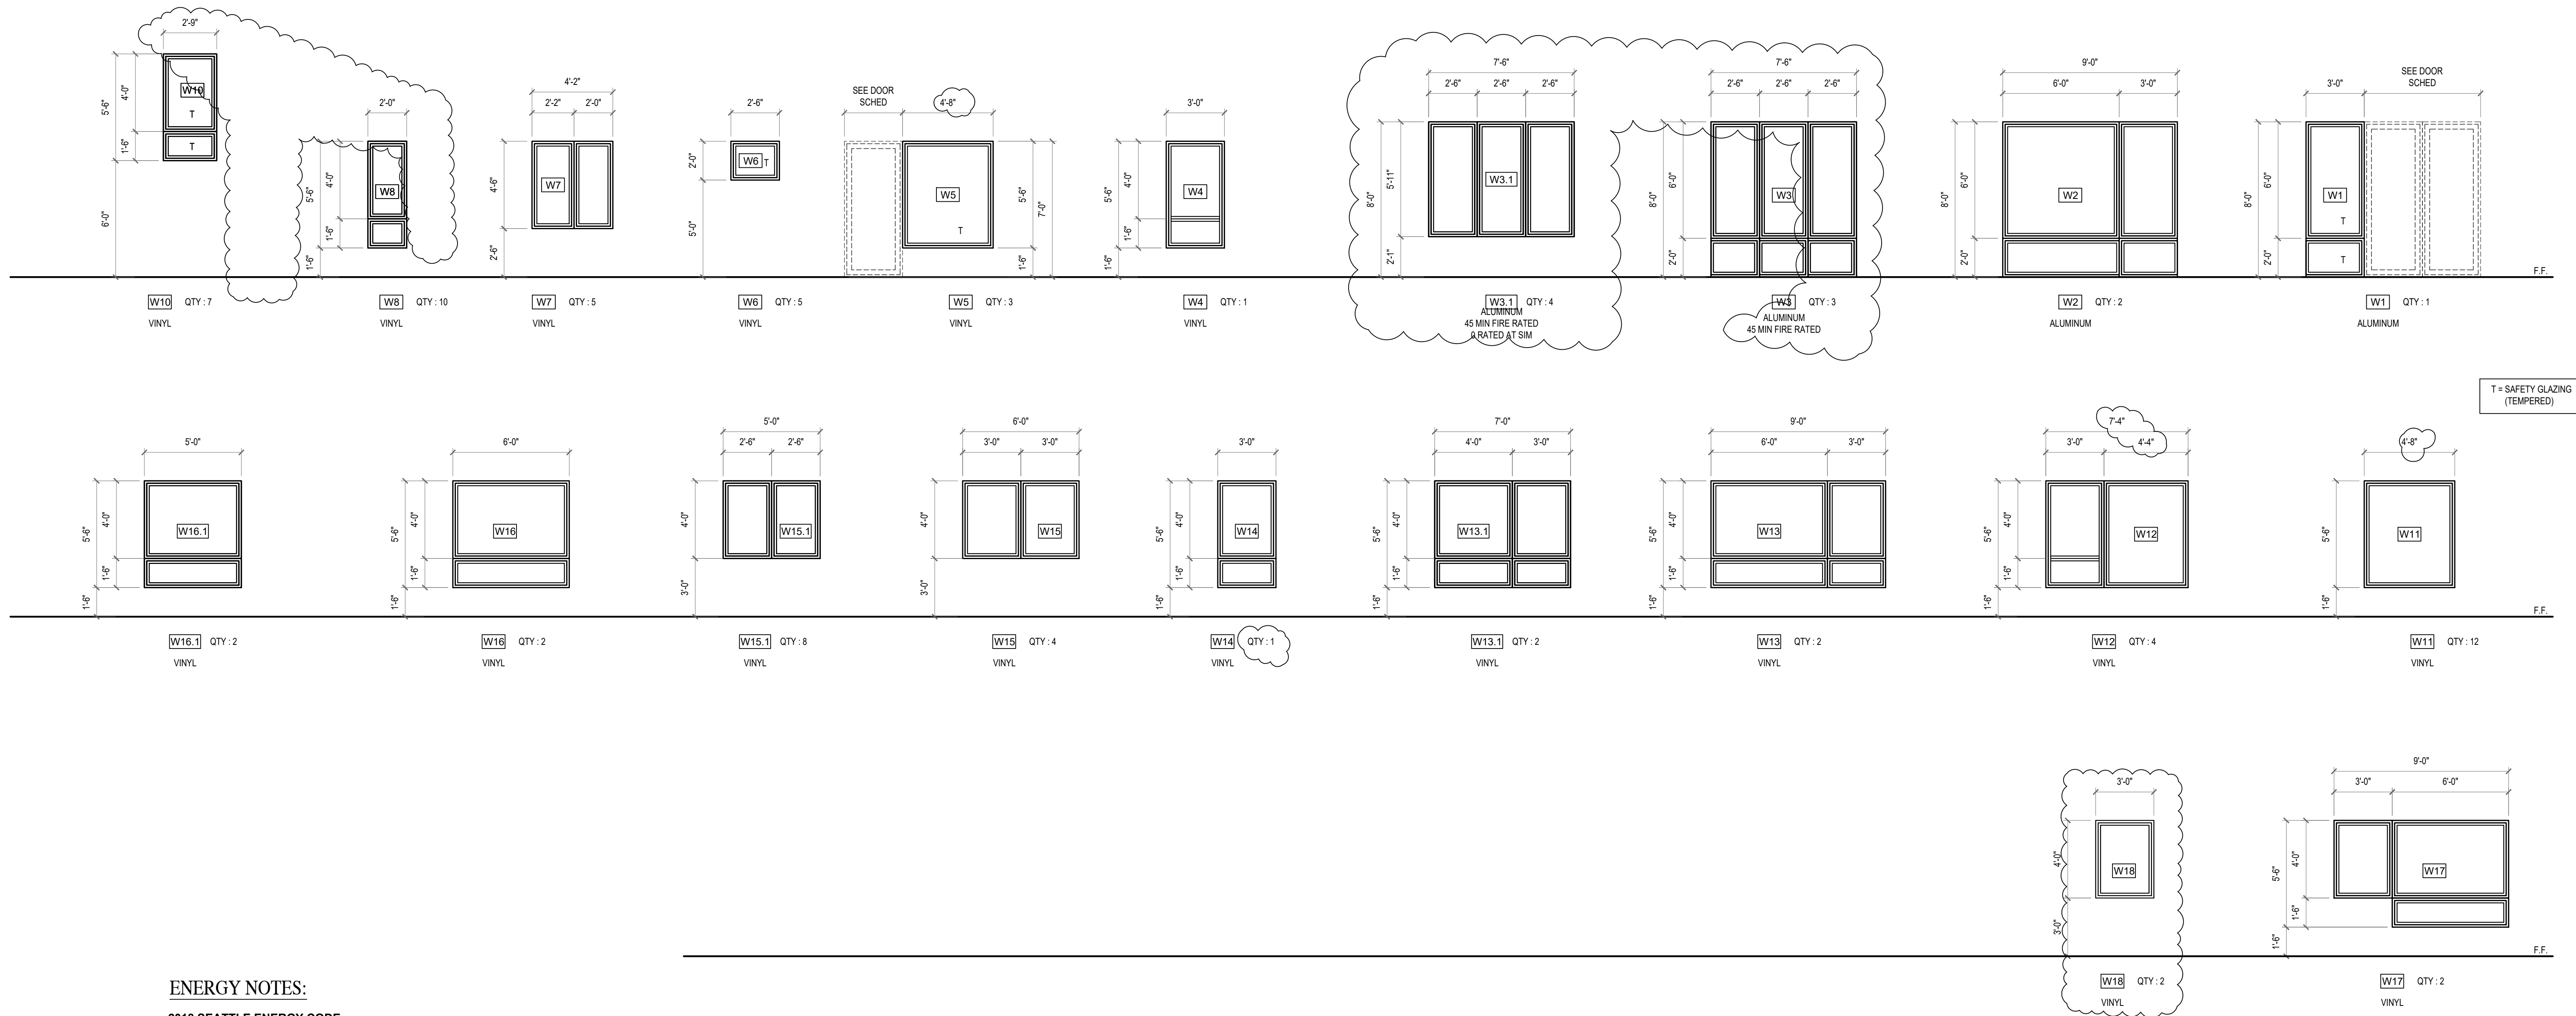 2'-9"
5'-6"
4'-0"
1'-6"
6'-0"
W10
T
T
W10 QTY : 7
VINYL
2'-0"
5'-6"
4'-0"
1'-6"
1'-6"
W8
W8 QTY : 10
VINYL
4'-2"
2'-2" 2'-0"
4'-6"
2'-6"
W7
W7 QTY : 5
VINYL
2'-6"
2'-0"
5'-0"
W6 T
W6 QTY : 5
VINYL
SEE DOOR
SCHED
4'-8"
W5
T
5'-6"
7'-0"
1'-6"
W5 QTY : 3
VINYL
3'-0"
5'-6"
4'-0"
1'-6"
1'-6"
W4
W4 QTY : 1
VINYL
7'-6"
2'-6" 2'-6" 2'-6"
8'-0"
5'-11"
2'-1"
W3.1
W3.1 QTY : 4
ALUMINUM
45 MIN FIRE RATED
0 RATED AT SIM
7'-6"
2'-6" 2'-6" 2'-6"
8'-0"
6'-0"
2'-0"
W3
W3 QTY : 3
ALUMINUM
45 MIN FIRE RATED
9'-0"
6'-0" 3'-0"
8'-0"
6'-0"
2'-0"
W2
W2 QTY : 2
ALUMINUM
3'-0"
SEE DOOR
SCHED
8'-0"
6'-0"
2'-0"
W1
T
T
F.F.
W1 QTY : 1
ALUMINUM
T = SAFETY GLAZING
(TEMPERED)
5'-0"
5'-6"
4'-0"
1'-6"
1'-6"
W16.1
W16.1 QTY : 2
VINYL
6'-0"
5'-6"
4'-0"
1'-6"
1'-6"
W16
W16 QTY : 2
VINYL
5'-0"
2'-6" 2'-6"
4'-0"
3'-0"
W15.1
W15.1 QTY : 8
VINYL
6'-0"
3'-0" 3'-0"
4'-0"
3'-0"
W15
W15 QTY : 4
VINYL
3'-0"
5'-6"
4'-0"
1'-6"
1'-6"
W14
W14 QTY : 1
VINYL
7'-0"
4'-0" 3'-0"
5'-6"
4'-0"
1'-6"
1'-6"
W13.1
W13.1 QTY : 2
VINYL
9'-0"
6'-0" 3'-0"
5'-6"
4'-0"
1'-6"
1'-6"
W13
W13 QTY : 2
VINYL
7'-4"
3'-0" 4'-4"
5'-6"
4'-0"
1'-6"
1'-6"
W12
W12 QTY : 4
VINYL
4'-8"
5'-6"
1'-6"
W11
F.F.
W11 QTY : 12
VINYL
3'-0"
4'-0"
3'-0"
W18
W18 QTY : 2
VINYL
9'-0"
3'-0" 6'-0"
5'-6"
4'-0"
1'-6"
1'-6"
W17
F.F.
W17 QTY : 2
VINYL
ENERGY NOTES:
SEATTLE ENERGY CODE